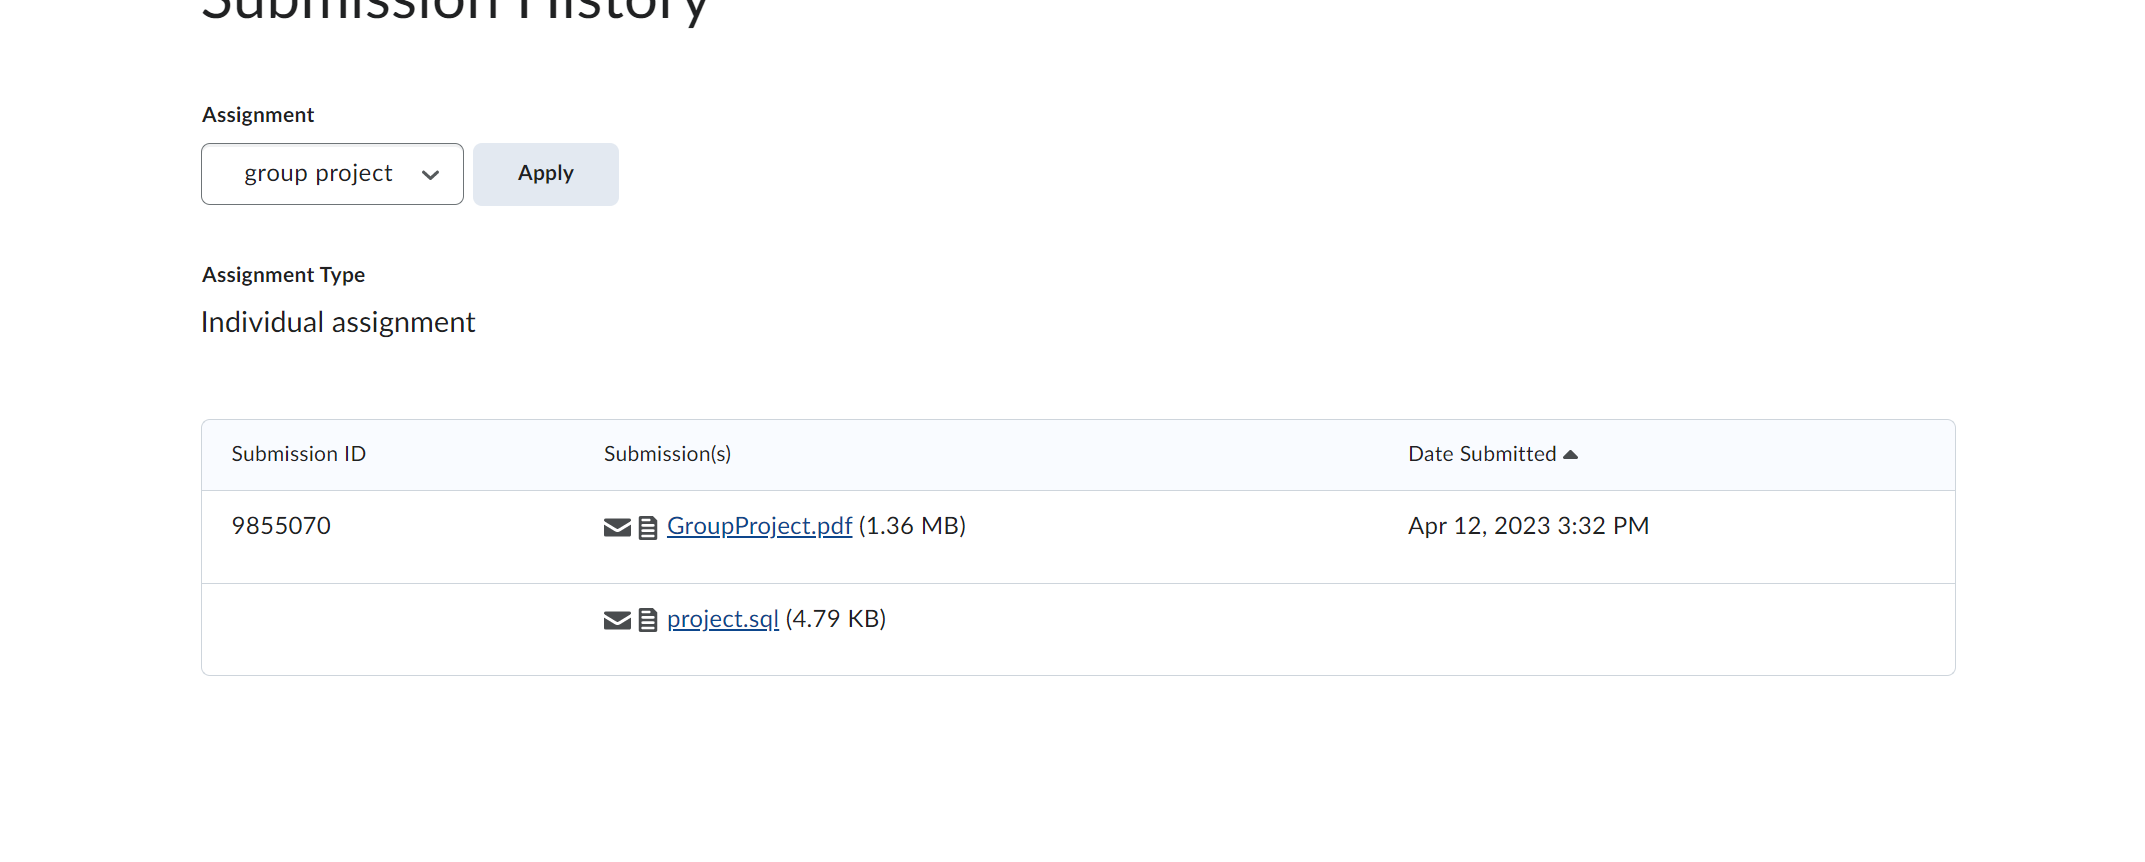 Submission History
Assignment
group project
Apply
Assignment Type
Individual assignment
Submission ID Submission(s) Date Submitted
9855070 GroupProject.pdf (1.36 MB) Apr 12, 2023 3:32 PM
project.sql (4.79 KB)